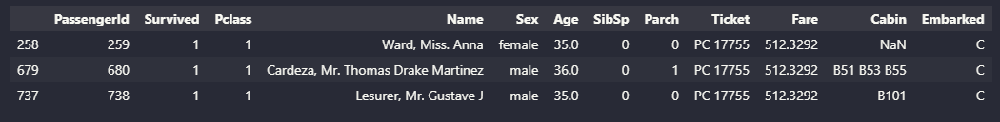 PassengerId Survived Pclass Name Sex Age SibSp Parch Ticket Fare Cabin Embarked
258 259 1 1 Ward, Miss. Anna female 35.0 0 0 PC 17755 512.3292 NaN C
679 680 1 1 Cardeza, Mr. Thomas Drake Martinez male 36.0 0 1 PC 17755 512.3292 B51 B53 B55 C
737 738 1 1 Lesurer, Mr. Gustave J male 35.0 0 0 PC 17755 512.3292 B101 C